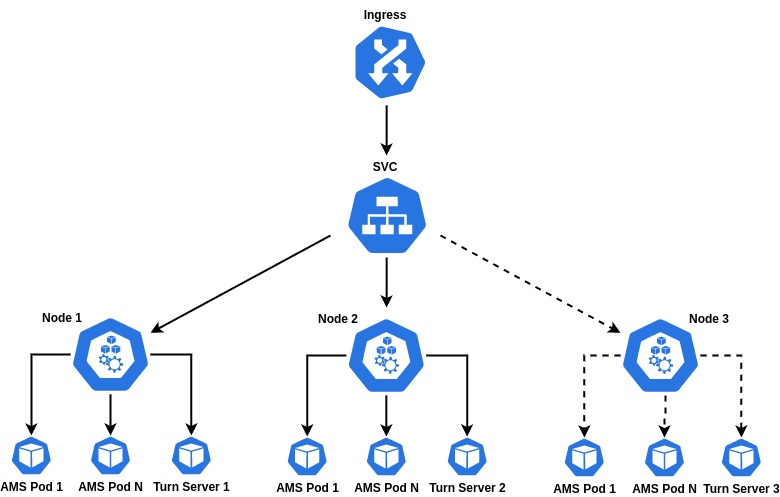 Ingress
SVC
Node 1
Node 2
Node 3
AMS Pod 1
AMS Pod N
Turn Server 1
AMS Pod 1
AMS Pod N
Turn Server 2
AMS Pod 1
AMS Pod N
Turn Server 3